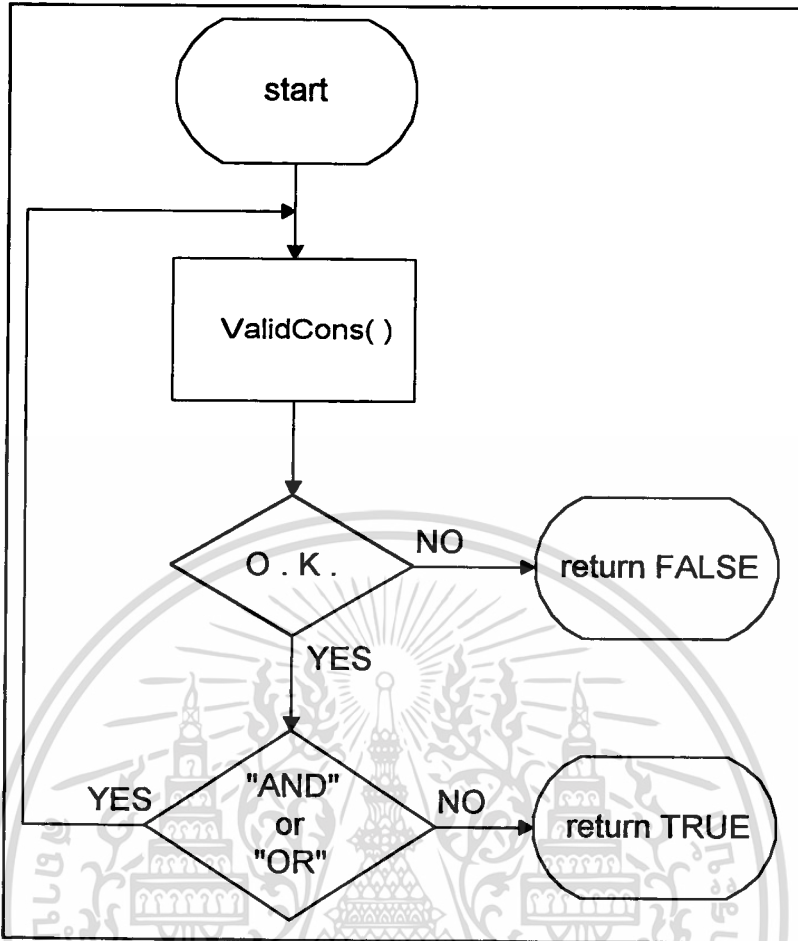 start
ValidCons( )
O . K .
NO
return FALSE
YES
YES
"AND"
or
"OR"
NO
return TRUE